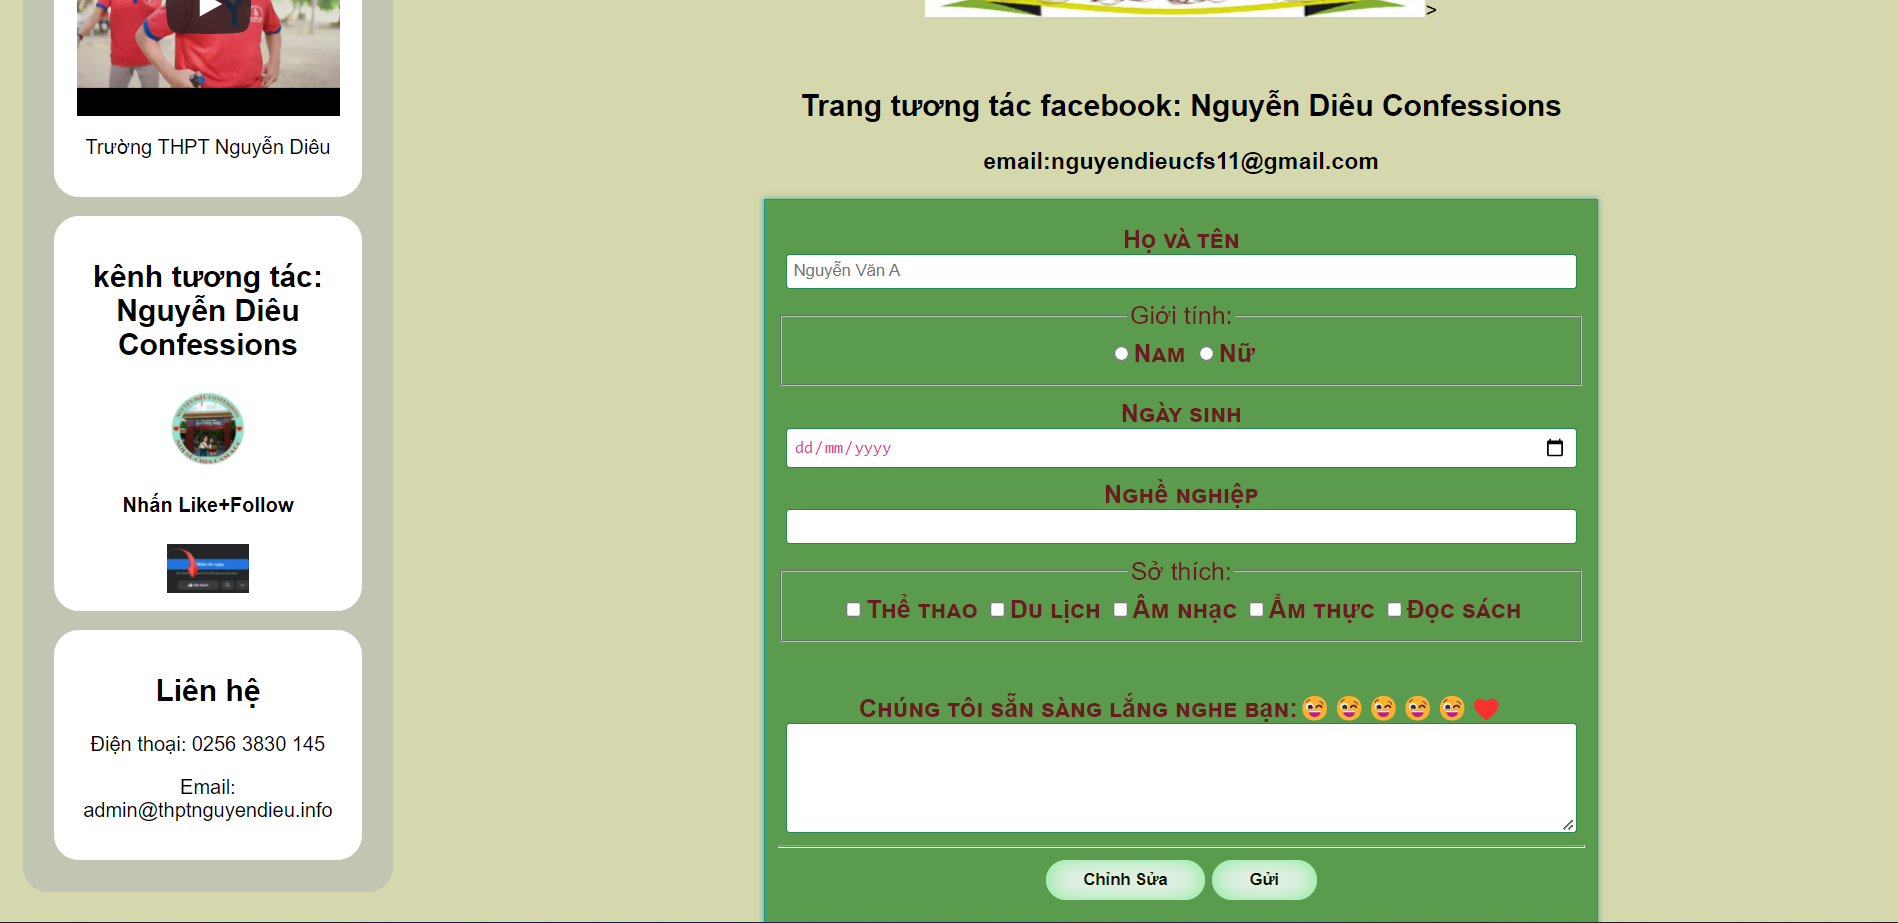 Trường THPT Nguyễn Diêu
kênh tương tác:
Nguyễn Diêu
Confessions
Nhấn Like+Follow
Liên hệ
Điện thoại: 0256 3830 145
Email:
admin@thptnguyendieu.info
>
Trang tương tác facebook: Nguyễn Diêu Confessions
email:nguyendieucfs11@gmail.com
Họ và tên
Nguyễn Văn A
Giới tính:
Nam Nữ
Ngày sinh
dd/mm/yyyy
Nghề nghiệp
Sở thích:
Thể thao Du lịch Âm nhạc Ẩm thực Đọc sách
Chúng tôi sẵn sàng lắng nghe bạn:
Chỉnh Sửa Gửi